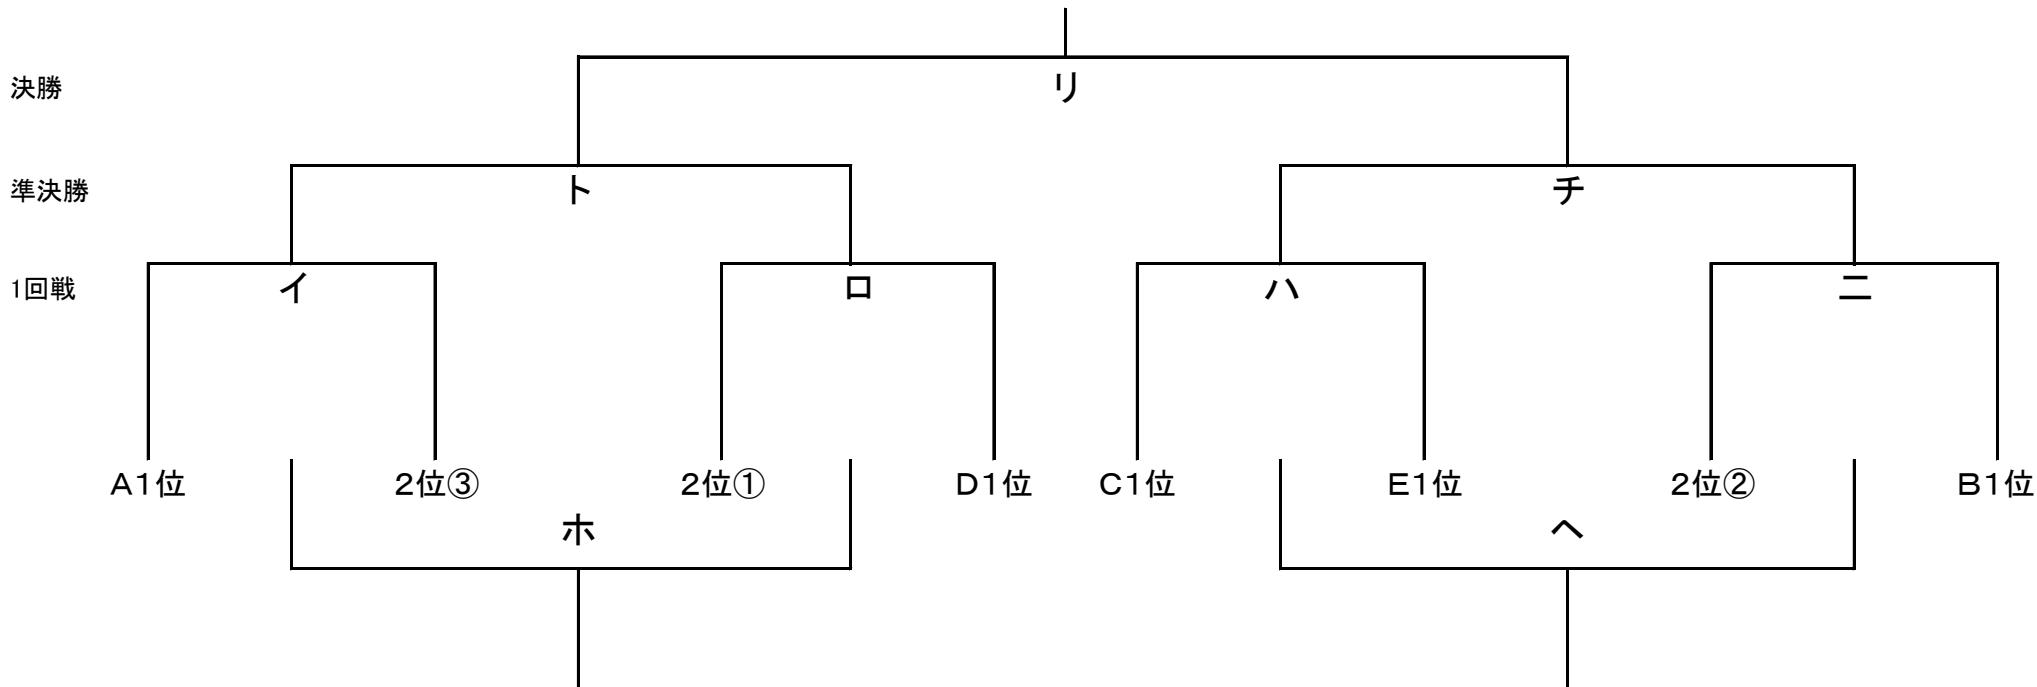 決勝 リ
準決勝 ト チ
1回戦 イ ロ ハ ニ
A1位 2位③ 2位① D1位 C1位 E1位 2位② B1位
ホ ヘ